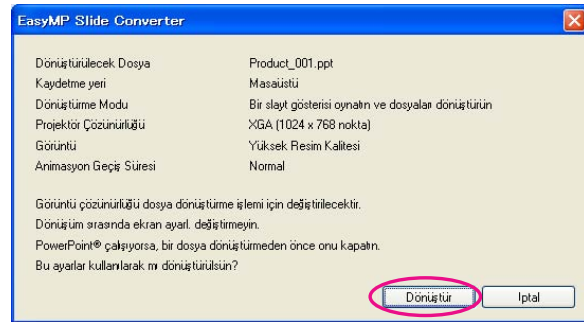 EasyMP Slide Converter
Dönüştürülecek Dosya Product_001.ppt
Kaydetme yeri Masaüstü
Dönüştürme Modu Bir slayt gösterisi oynatın ve dosyaları dönüştürün
Projektör Çözünürlüğü XGA (1024 x 768 nokta)
Görüntü Yüksek Resim Kalitesi
Animasyon Geçiş Süresi Normal
Görüntü çözünürlüğü dosya dönüştürme işlemi için değiştirilecektir.
Dönüşüm sırasında ekran ayarl. değiştirmeyin.
PowerPoint® çalışıyorsa, bir dosya dönüştürmeden önce onu kapatın.
Bu ayarlar kullanılarak mı dönüştürülsün?
Dönüştür Iptal